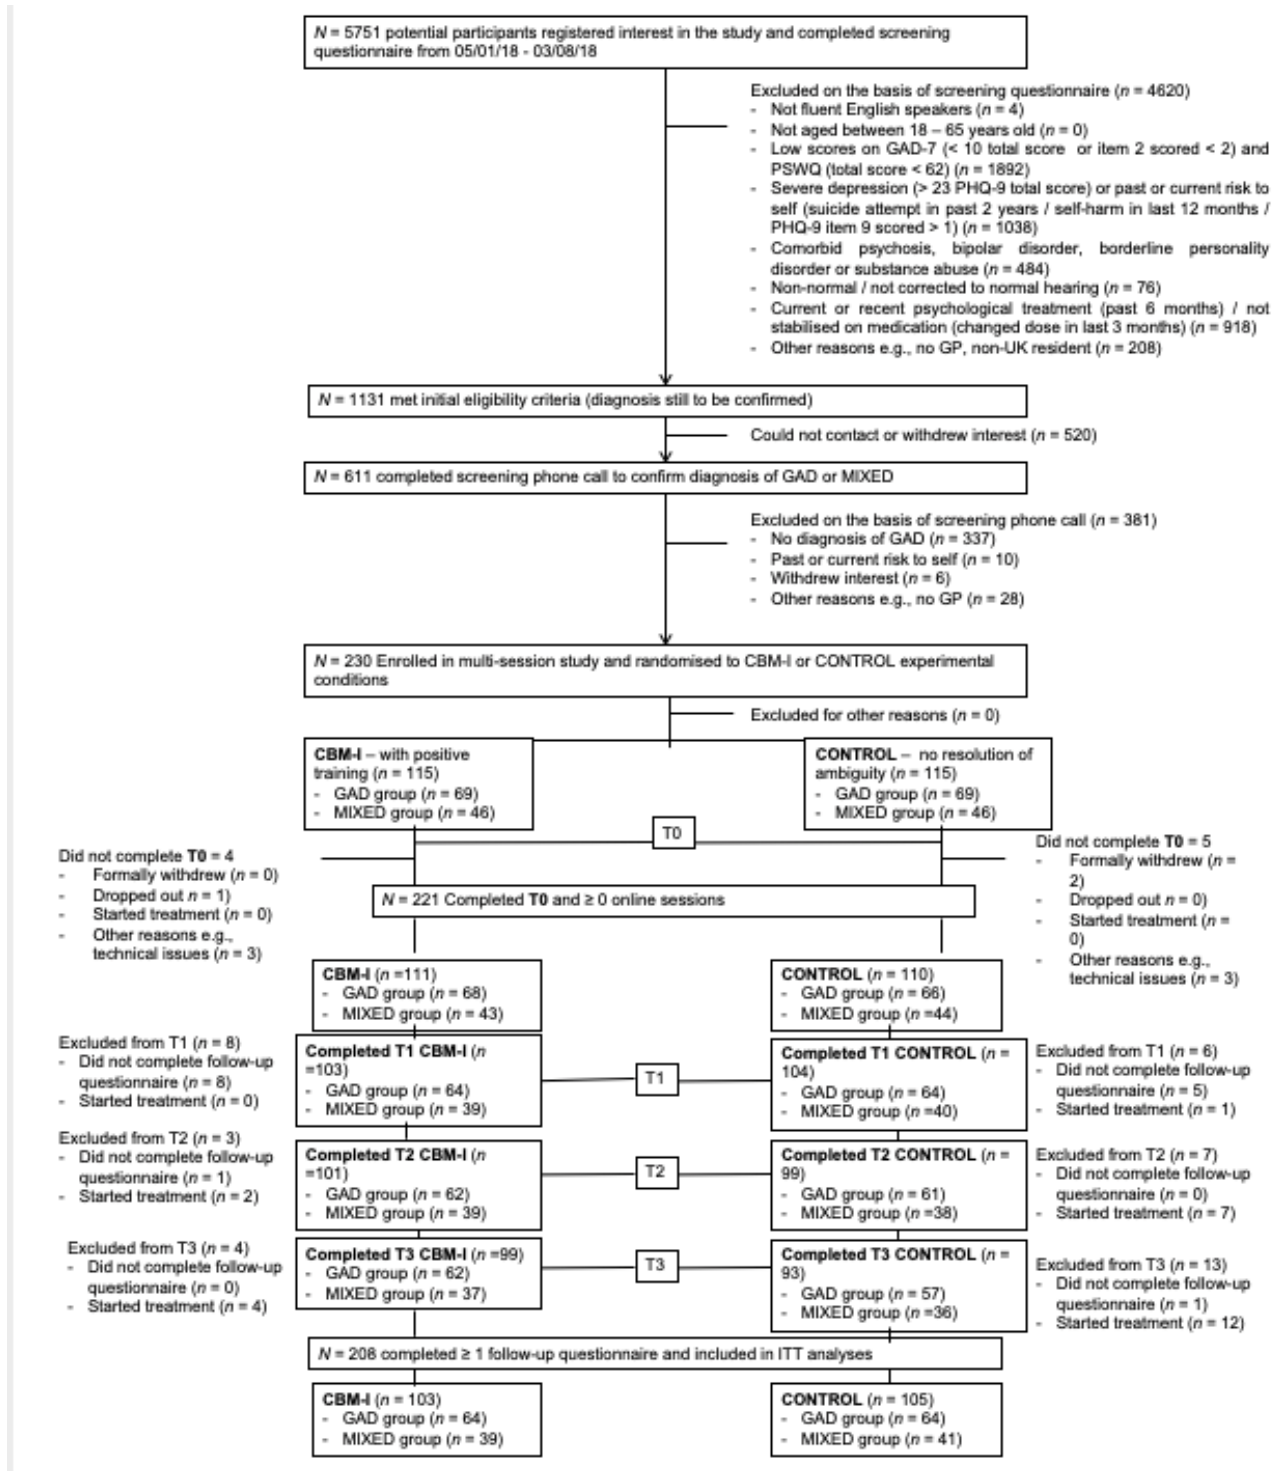 N = 5751 potential participants registered interest in the study and completed screening
questionnaire from 05/01/18 - 03/08/18
Excluded on the basis of screening questionnaire (n = 4620)
- Not fluent English speakers (n = 4)
- Not aged between 18 – 65 years old (n = 0)
- Low scores on GAD-7 (< 10 total score or item 2 scored < 2) and
PSWQ (total score < 62) (n = 1892)
- Severe depression (> 23 PHQ-9 total score) or past or current risk to
self (suicide attempt in past 2 years / self-harm in last 12 months /
PHQ-9 item 9 scored > 1) (n = 1038)
- Comorbid psychosis, bipolar disorder, borderline personality
disorder or substance abuse (n = 484)
- Non-normal / not corrected to normal hearing (n = 76)
- Current or recent psychological treatment (past 6 months) / not
stabilised on medication (changed dose in last 3 months) (n = 918)
- Other reasons e.g., no GP, non-UK resident (n = 208)
N = 1131 met initial eligibility criteria (diagnosis still to be confirmed)
Could not contact or withdrew interest (n = 520)
N = 611 completed screening phone call to confirm diagnosis of GAD or MIXED
Excluded on the basis of screening phone call (n = 381)
- No diagnosis of GAD (n = 337)
- Past or current risk to self (n = 10)
- Withdrew interest (n = 6)
- Other reasons e.g., no GP (n = 28)
N = 230 Enrolled in multi-session study and randomised to CBM-I or CONTROL experimental
conditions
Excluded for other reasons (n = 0)
CBM-I – with positive
training (n = 115)
- GAD group (n = 69)
- MIXED group (n = 46)
CONTROL – no resolution of
ambiguity (n = 115)
- GAD group (n = 69)
- MIXED group (n = 46)
T0
Did not complete T0 = 4
- Formally withdrew (n = 0)
- Dropped out n = 1)
- Started treatment (n = 0)
- Other reasons e.g.,
technical issues (n = 3)
Did not complete T0 = 5
- Formally withdrew (n =
2)
- Dropped out n = 0)
- Started treatment (n =
0)
- Other reasons e.g.,
technical issues (n = 3)
N = 221 Completed T0 and ≥ 0 online sessions
CBM-I (n =111)
- GAD group (n = 68)
- MIXED group (n = 43)
CONTROL (n = 110)
- GAD group (n = 66)
- MIXED group (n =44)
Excluded from T1 (n = 8)
- Did not complete follow-up
questionnaire (n = 8)
- Started treatment (n = 0)
Completed T1 CBM-I (n
=103)
- GAD group (n = 64)
- MIXED group (n = 39)
T1
Completed T1 CONTROL (n =
104)
- GAD group (n = 64)
- MIXED group (n =40)
Excluded from T1 (n = 6)
- Did not complete follow-up
questionnaire (n = 5)
- Started treatment (n = 1)
Excluded from T2 (n = 3)
- Did not complete follow-up
questionnaire (n = 1)
- Started treatment (n = 2)
Completed T2 CBM-I (n
=101)
- GAD group (n = 62)
- MIXED group (n = 39)
T2
Completed T2 CONTROL (n =
99)
- GAD group (n = 61)
- MIXED group (n =38)
Excluded from T2 (n = 7)
- Did not complete follow-up
questionnaire (n = 0)
- Started treatment (n = 7)
Excluded from T3 (n = 4)
- Did not complete follow-up
questionnaire (n = 0)
- Started treatment (n = 4)
Completed T3 CBM-I (n =99)
- GAD group (n = 62)
- MIXED group (n = 37)
T3
Completed T3 CONTROL (n =
93)
- GAD group (n = 57)
- MIXED group (n =36)
Excluded from T3 (n = 13)
- Did not complete follow-up
questionnaire (n = 1)
- Started treatment (n = 12)
N = 208 completed ≥ 1 follow-up questionnaire and included in ITT analyses
CBM-I (n = 103)
- GAD group (n = 64)
- MIXED group (n = 39)
CONTROL (n = 105)
- GAD group (n = 64)
- MIXED group (n = 41)